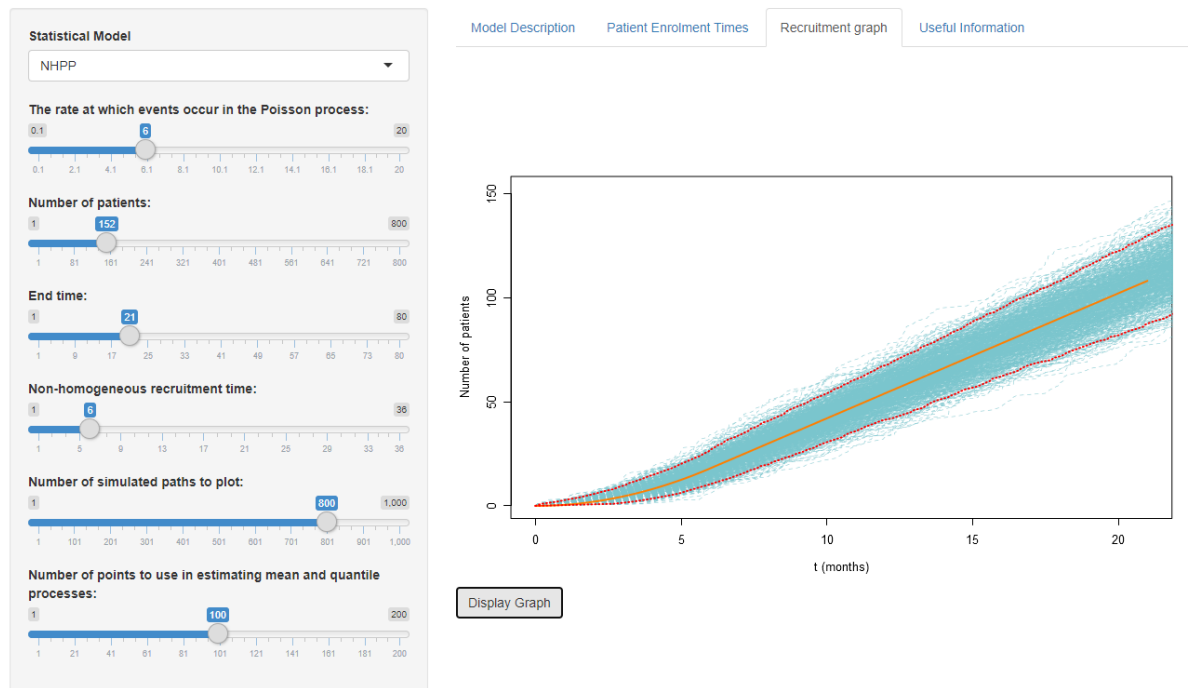 Statistical Model
NHPP
The rate at which events occur in the Poisson process:
0.1 6 20
0.1 2.1 4.1 6.1 8.1 10.1 12.1 14.1 16.1 18.1 20
Number of patients:
1 152 800
1 81 161 241 321 401 481 561 641 721 800
End time:
1 21 80
1 9 17 25 33 41 49 57 65 73 80
Non-homogeneous recruitment time:
1 6 36
1 5 9 13 17 21 25 29 33 36
Number of simulated paths to plot:
1 800 1,000
1 101 201 301 401 501 601 701 801 901 1,000
Number of points to use in estimating mean and quantile
processes:
1 100 200
1 21 41 61 81 101 121 141 161 181 200
Model Description Patient Enrolment Times Recruitment graph Useful Information
Number of patients
150
100
50
0
0 5 10 15 20
t (months)
Display Graph